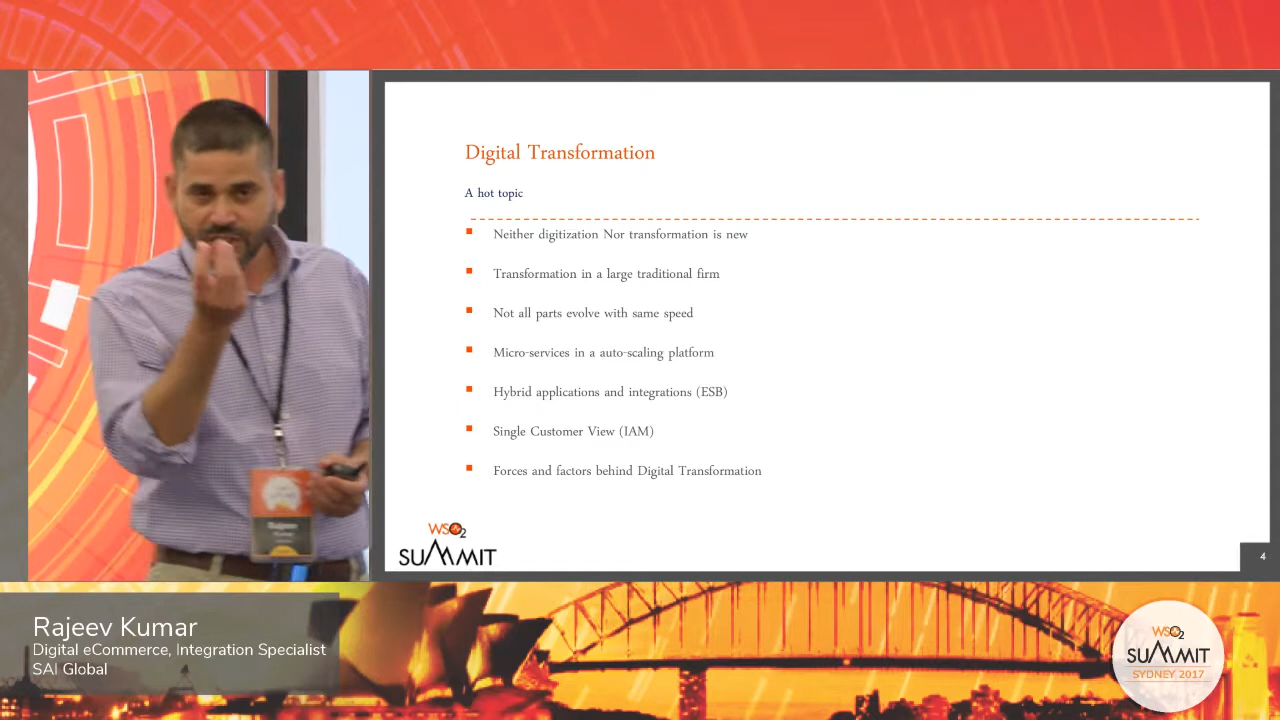 Digital Transformation
A hot topic
Neither digitization Nor transformation is new
Transformation in a large traditional firm
Not all parts evolve with same speed
Micro-services in a auto-scaling platform
Hybrid applications and integrations (ESB)
Single Customer View (IAM)
Forces and factors behind Digital Transformation
WSO2
SUMMIT
4
Rajeev
Rajeev Kumar
Digital eCommerce, Integration Specialist
SAI Global
WSO2
SUMMIT
SYDNEY 2017